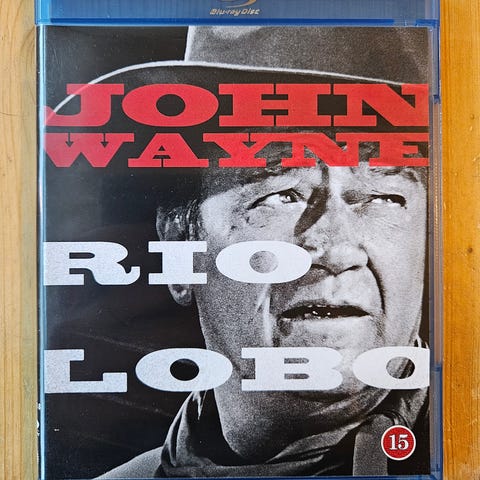 Blu-ray Disc
JOHN
WAYNE
RIO
LOBO
15